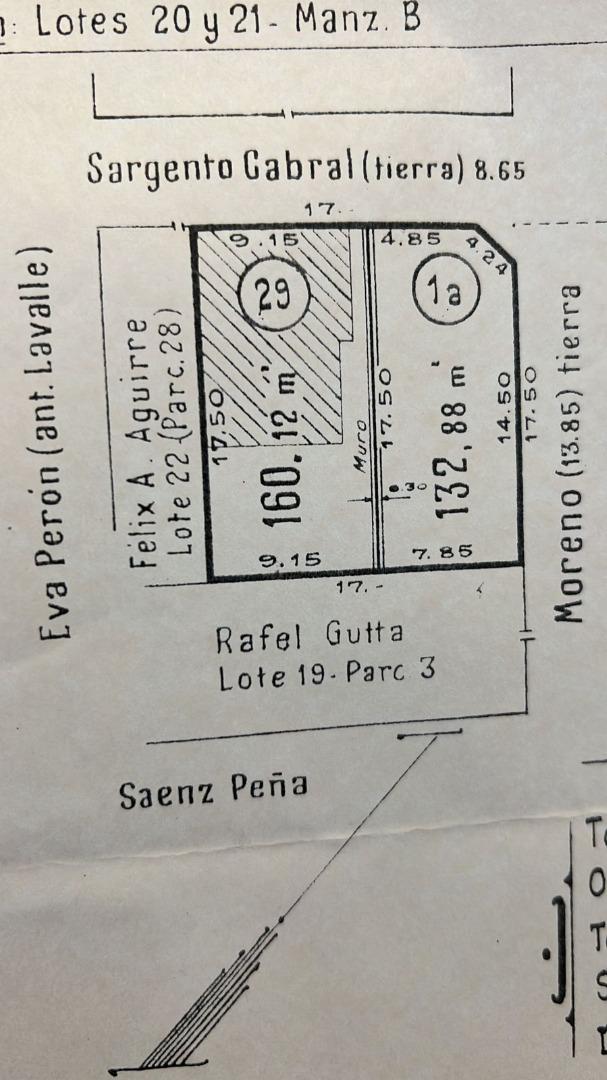 : Lotes 20 y 21 - Manz. B
Sargento Cabral (tierra) 8.65
17.-
9.15
4.85
4.24
29
1a
Eva Perón (ant. Lavalle)
Félix A. Aguirre
Lote 22 (Parc. 28)
17.50
160,12 m²
Muro
17.50
0.30
132,88 m²
14.50
17.50
Moreno (13.85) tierra
9.15
7.85
17.-
Rafel Gutta
Lote 19 - Parc 3
Saenz Peña